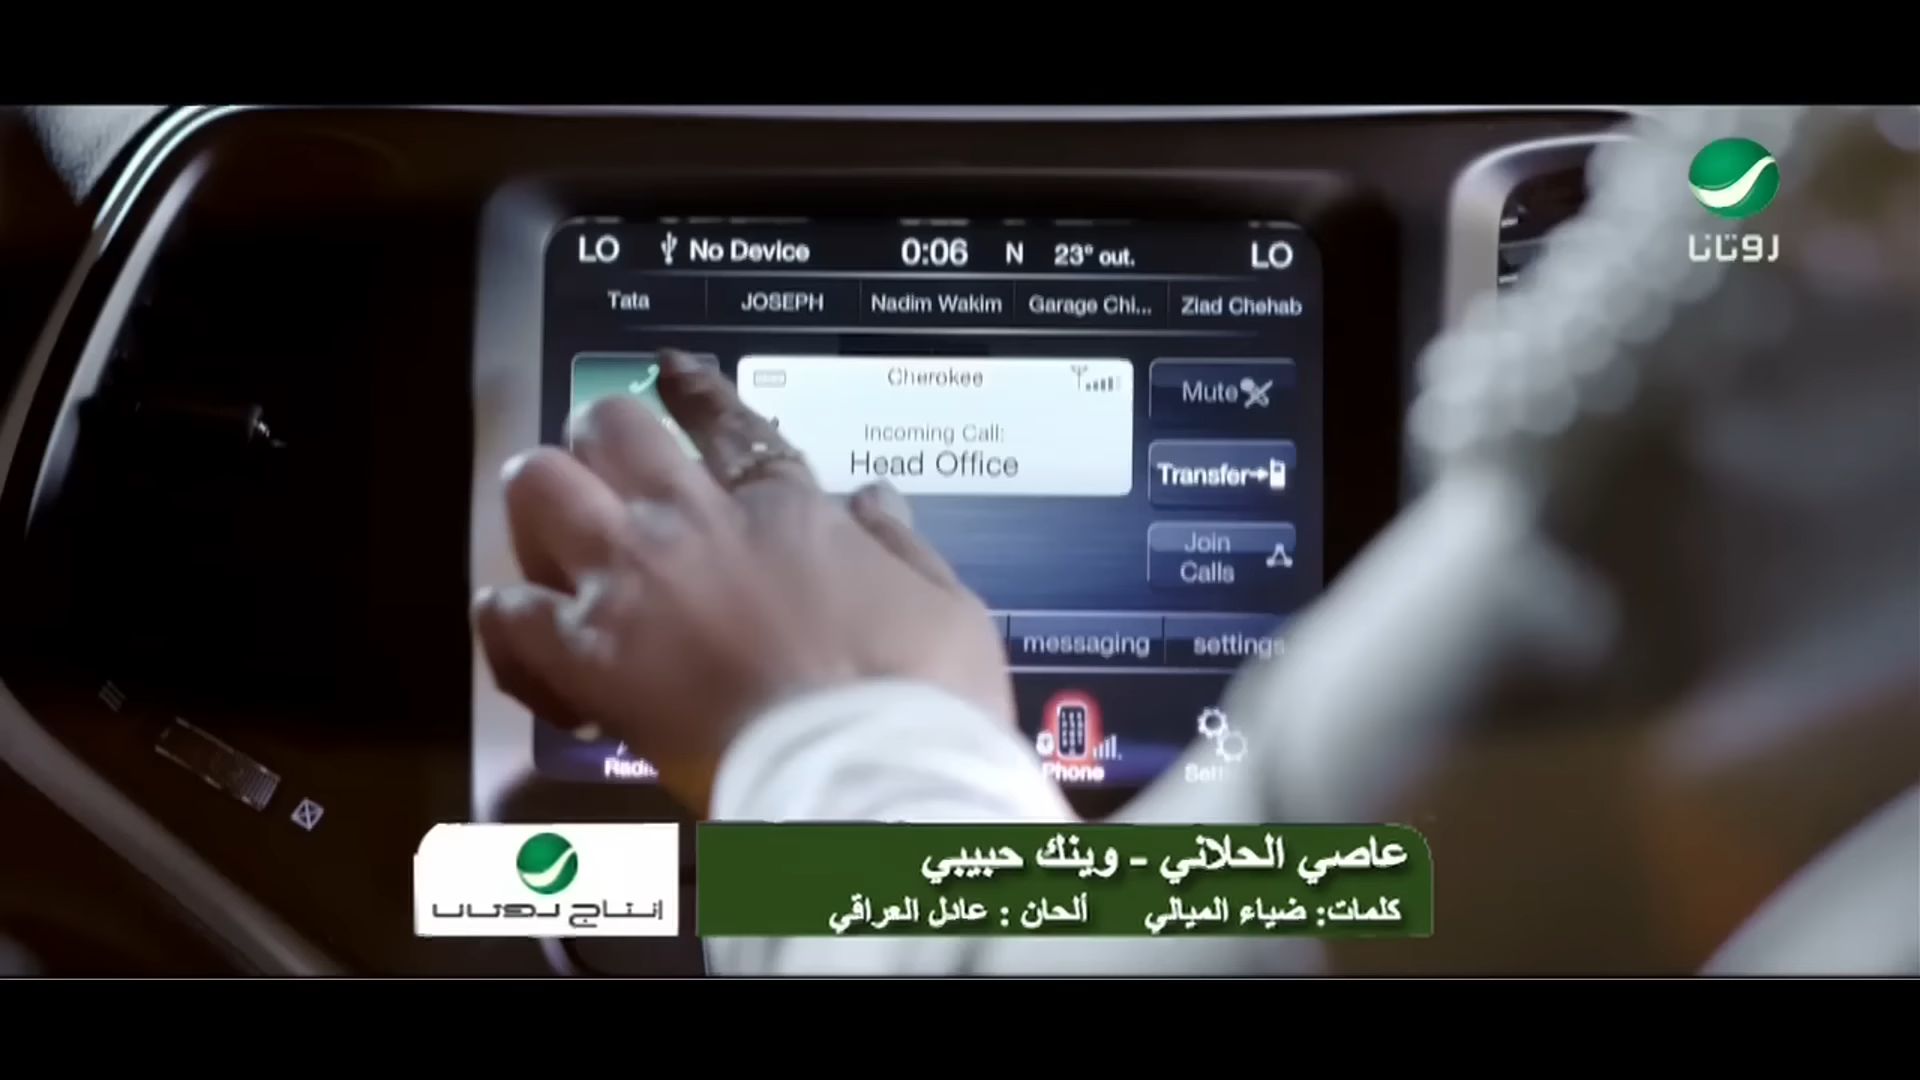 روتانا
LO No Device 0:06 N 23° out. LO
Tata JOSEPH Nadim Wakim Garage Chi... Ziad Chehab
Cherokee
Mute
Incoming Call:
Head Office
Transfer
Join
Calls
messaging settings
Phone
عاصي الحلاني - وينك حبيبي
كلمات: ضياء الميالي ألحان : عادل العراقي
إنتاج روتانا